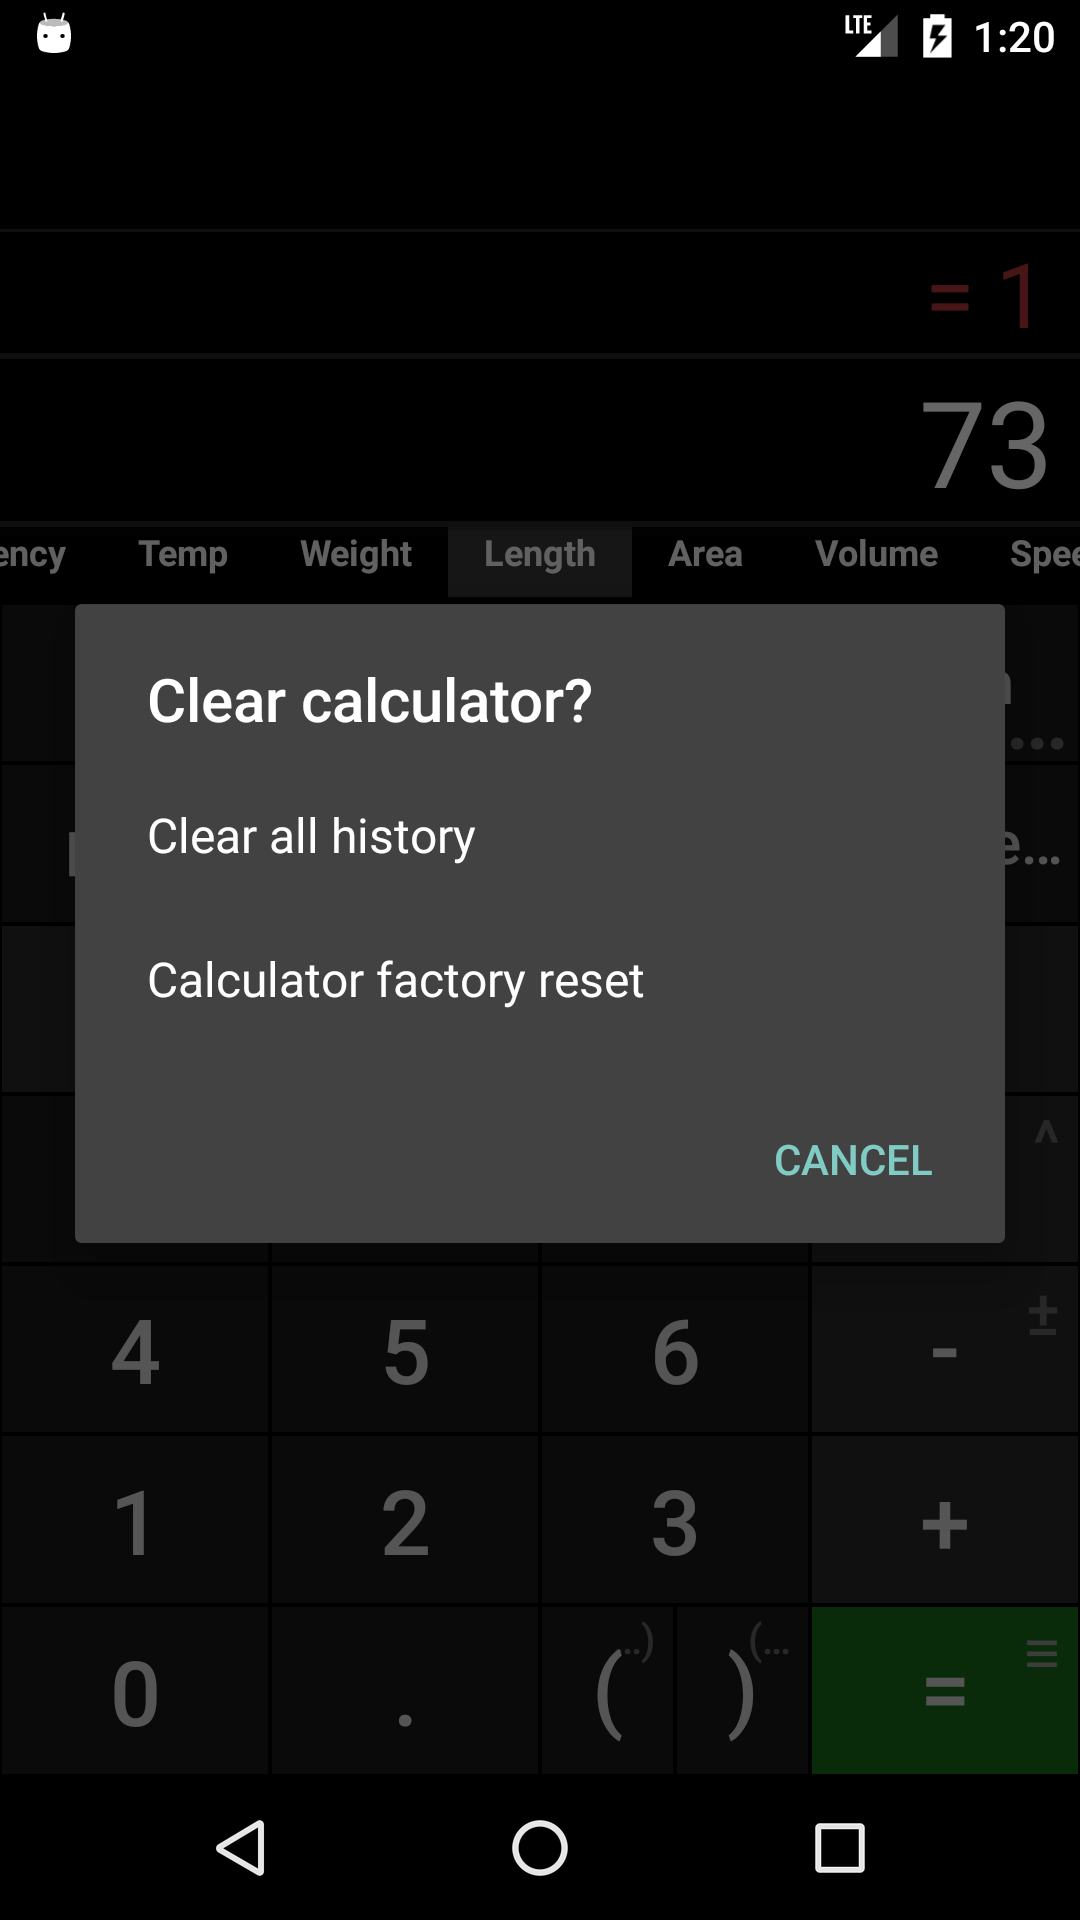 LTE 1:20
= 1
73
ency Temp Weight Length Area Volume Spee
Clear calculator?
Clear all history
e...
Calculator factory reset
^
CANCEL
4 5 6 - ±
1 2 3 +
0 . ( ..) ) (... = ≡